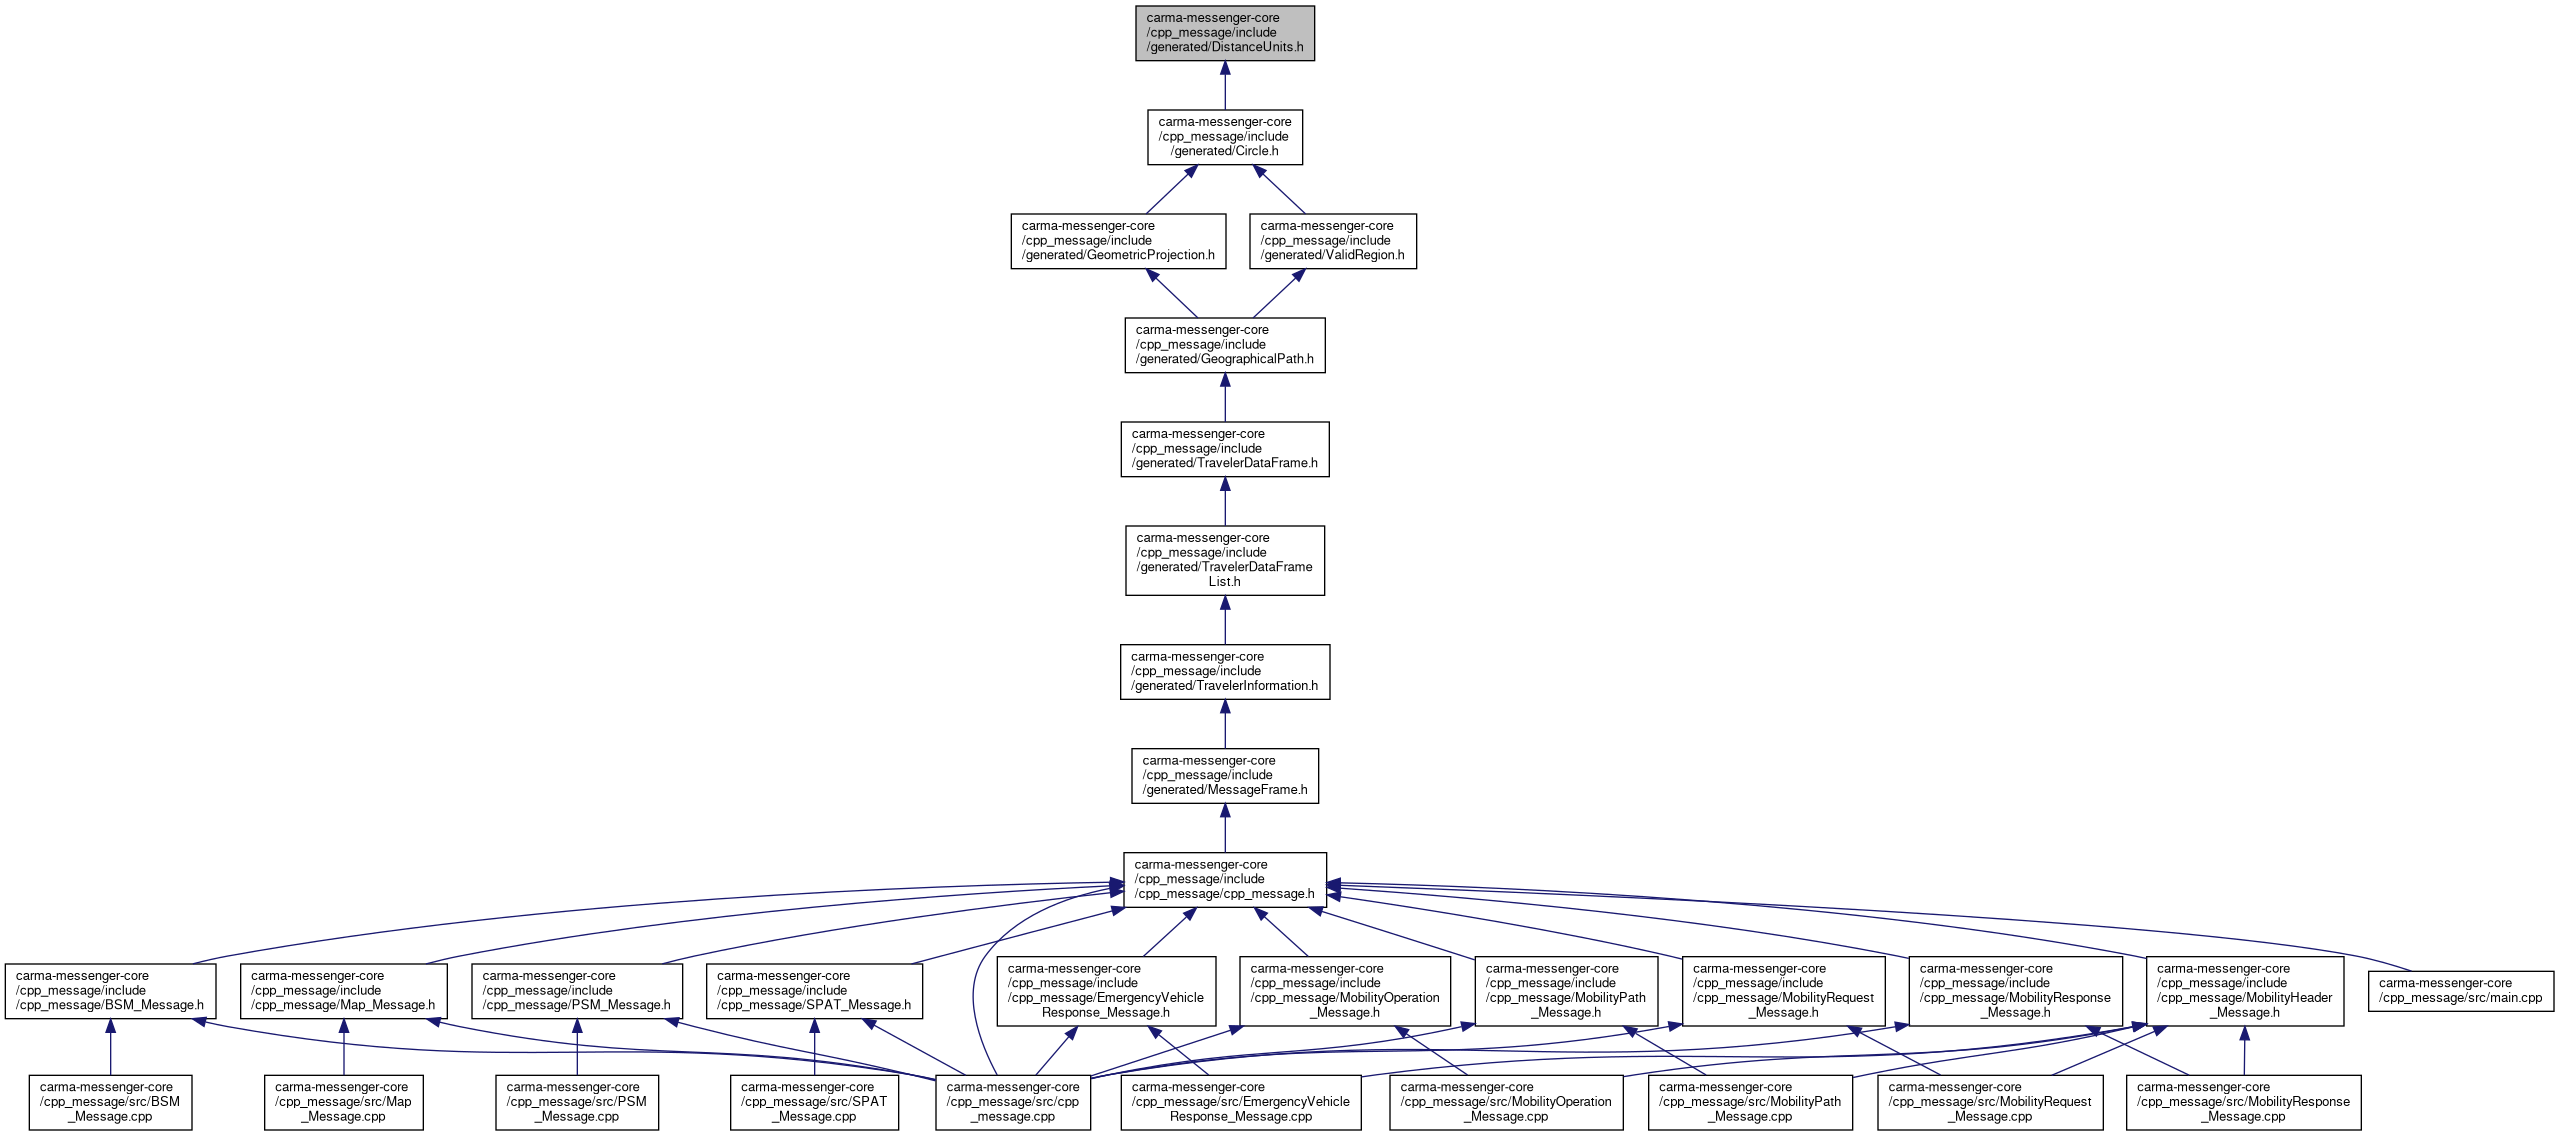 carma-messenger-core
/cpp_message/include
/generated/DistanceUnits.h
carma-messenger-core
/cpp_message/include
/generated/Circle.h
carma-messenger-core
/cpp_message/include
/generated/GeometricProjection.h
carma-messenger-core
/cpp_message/include
/generated/ValidRegion.h
carma-messenger-core
/cpp_message/include
/generated/GeographicalPath.h
carma-messenger-core
/cpp_message/include
/generated/TravelerDataFrame.h
carma-messenger-core
/cpp_message/include
/generated/TravelerDataFrame
List.h
carma-messenger-core
/cpp_message/include
/generated/TravelerInformation.h
carma-messenger-core
/cpp_message/include
/generated/MessageFrame.h
carma-messenger-core
/cpp_message/include
/cpp_message/cpp_message.h
carma-messenger-core
/cpp_message/include
/cpp_message/BSM_Message.h
carma-messenger-core
/cpp_message/include
/cpp_message/Map_Message.h
carma-messenger-core
/cpp_message/include
/cpp_message/PSM_Message.h
carma-messenger-core
/cpp_message/include
/cpp_message/SPAT_Message.h
carma-messenger-core
/cpp_message/include
/cpp_message/EmergencyVehicle
Response_Message.h
carma-messenger-core
/cpp_message/include
/cpp_message/MobilityOperation
_Message.h
carma-messenger-core
/cpp_message/include
/cpp_message/MobilityPath
_Message.h
carma-messenger-core
/cpp_message/include
/cpp_message/MobilityRequest
_Message.h
carma-messenger-core
/cpp_message/include
/cpp_message/MobilityResponse
_Message.h
carma-messenger-core
/cpp_message/include
/cpp_message/MobilityHeader
_Message.h
carma-messenger-core
/cpp_message/src/main.cpp
carma-messenger-core
/cpp_message/src/BSM
_Message.cpp
carma-messenger-core
/cpp_message/src/Map
_Message.cpp
carma-messenger-core
/cpp_message/src/PSM
_Message.cpp
carma-messenger-core
/cpp_message/src/SPAT
_Message.cpp
carma-messenger-core
/cpp_message/src/cpp
_message.cpp
carma-messenger-core
/cpp_message/src/EmergencyVehicle
Response_Message.cpp
carma-messenger-core
/cpp_message/src/MobilityOperation
_Message.cpp
carma-messenger-core
/cpp_message/src/MobilityPath
_Message.cpp
carma-messenger-core
/cpp_message/src/MobilityRequest
_Message.cpp
carma-messenger-core
/cpp_message/src/MobilityResponse
_Message.cpp